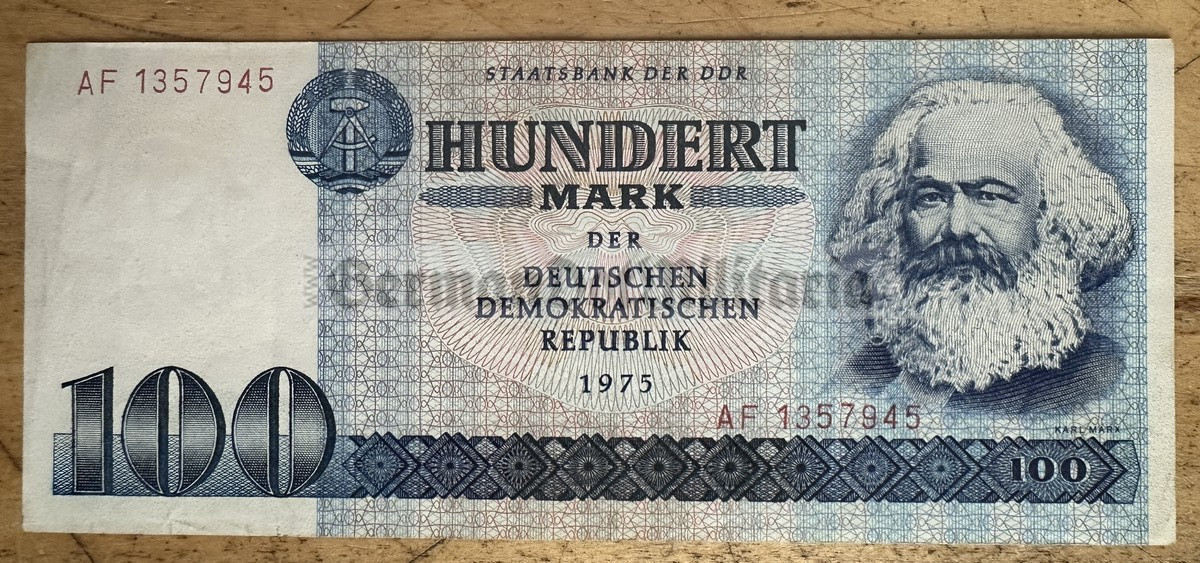 AF 1357945
STAATSBANK DER DDR
HUNDERT
MARK
DER
DEUTSCHEN
DEMOKRATISCHEN
REPUBLIK
1975
AF 1357945
KARL MARX
100
100